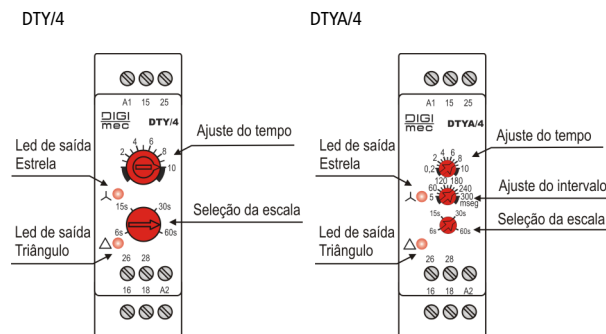 DTY/4
A1 15 25
DIGI
mec
DTY/4
Ajuste do tempo
Led de saída
Estrela
2 4 6 8 10
15s 30s
6s 60s
Seleção da escala
Led de saída
Triângulo
26 28
16 18 A2
DTYA/4
A1 15 25
DIGI
mec
DTYA/4
Ajuste do tempo
Led de saída
Estrela
0,2 2 4 6 8 10
5 60 120 180 240 300
mseg
Ajuste do intervalo
15s 30s
6s 60s
Seleção da escala
Led de saída
Triângulo
26 28
16 18 A2